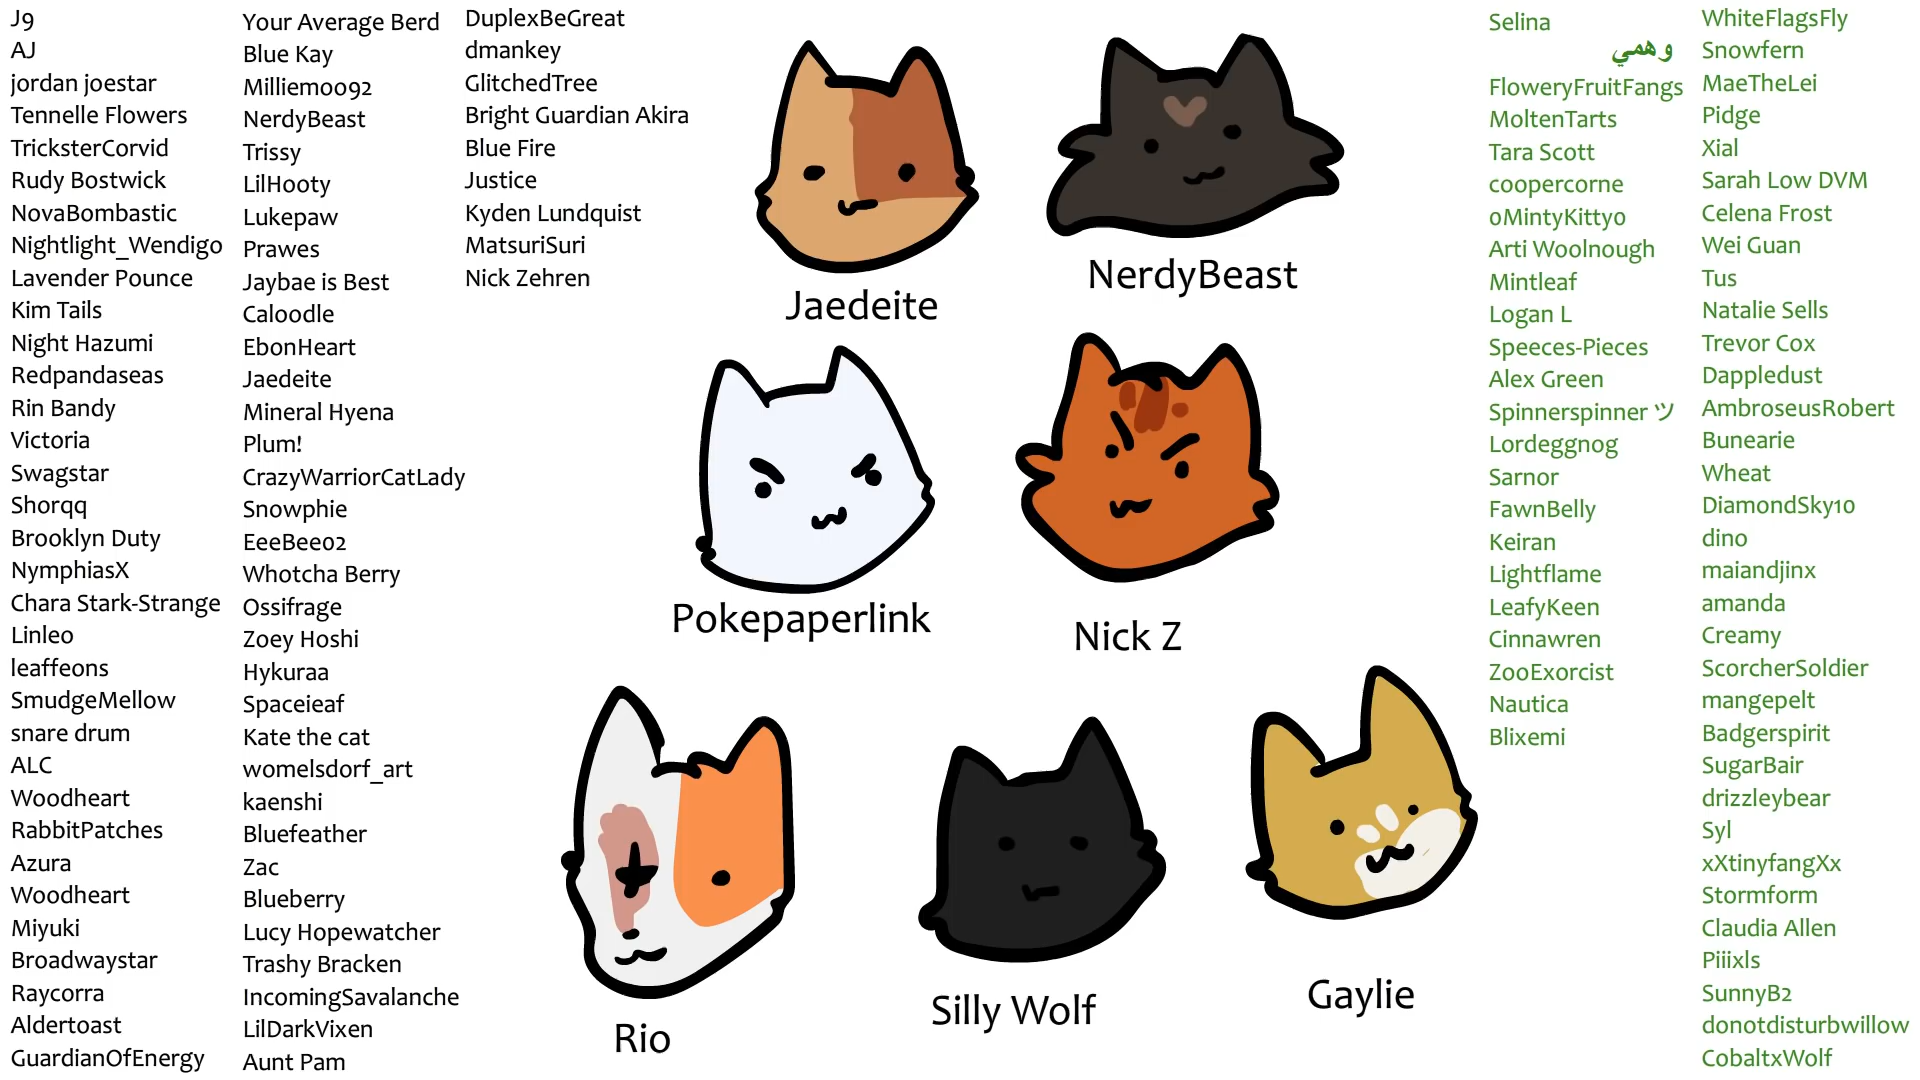 J9
AJ
jordan joestar
Tennelle Flowers
TricksterCorvid
Rudy Bostwick
NovaBombastic
Nightlight_Wendigo
Lavender Pounce
Kim Tails
Night Hazumi
Redpandaseas
Rin Bandy
Victoria
Swagstar
Shorqq
Brooklyn Duty
NymphiasX
Chara Stark-Strange
Linleo
leaffeons
SmudgeMellow
snare drum
ALC
Woodheart
RabbitPatches
Azura
Woodheart
Miyuki
Broadwaystar
Raycorra
Aldertoast
GuardianOfEnergy
Your Average Berd
Blue Kay
Milliemoo92
NerdyBeast
Trissy
LilHooty
Lukepaw
Prawes
Jaybae is Best
Caloodle
EbonHeart
Jaedeite
Mineral Hyena
Plum!
CrazyWarriorCatLady
Snowphie
EeeBee02
Whotcha Berry
Ossifrage
Zoey Hoshi
Hykuraa
Spaceieaf
Kate the cat
womelsdorf_art
kaenshi
Bluefeather
Zac
Blueberry
Lucy Hopewatcher
Trashy Bracken
IncomingSavalanche
LilDarkVixen
Aunt Pam
DuplexBeGreat
dmankey
GlitchedTree
Bright Guardian Akira
Blue Fire
Justice
Kyden Lundquist
MatsuriSuri
Nick Zehren
Jaedeite
NerdyBeast
Pokepaperlink
Nick Z
Rio
Silly Wolf
Gaylie
Selina
وهمي
FloweryFruitFangs
MoltenTarts
Tara Scott
coopercorne
0MintyKitty0
Arti Woolnough
Mintleaf
Logan L
Speeces-Pieces
Alex Green
Spinnerspinner ツ
Lordeggnog
Sarnor
FawnBelly
Keiran
Lightflame
LeafyKeen
Cinnawren
ZooExorcist
Nautica
Blixemi
WhiteFlagsFly
Snowfern
MaeTheLei
Pidge
Xial
Sarah Low DVM
Celena Frost
Wei Guan
Tus
Natalie Sells
Trevor Cox
Dappledust
AmbroseusRobert
Bunearie
Wheat
DiamondSky10
dino
maiandjinx
amanda
Creamy
ScorcherSoldier
mangepelt
Badgerspirit
SugarBair
drizzleybear
Syl
xXtinyfangXx
Stormform
Claudia Allen
Piiixls
SunnyB2
donotdisturbwillow
CobaltxWolf